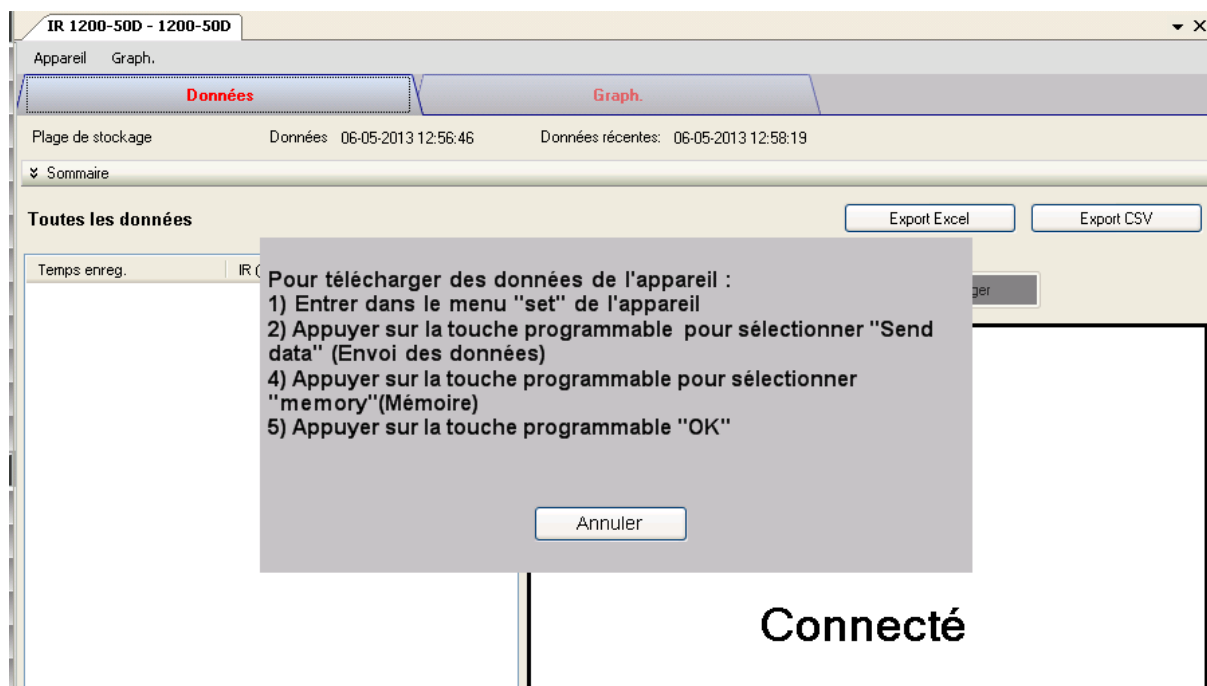 IR 1200-50D - 1200-50D
Appareil Graph.
Données Graph.
Plage de stockage Données 06-05-2013 12:56:46 Données récentes: 06-05-2013 12:58:19
Sommaire
Toutes les données
Export Excel Export CSV
Temps enreg. IR (
ger
Pour télécharger des données de l'appareil :
1) Entrer dans le menu "set" de l'appareil
2) Appuyer sur la touche programmable pour sélectionner "Send
data" (Envoi des données)
4) Appuyer sur la touche programmable pour sélectionner
"memory"(Mémoire)
5) Appuyer sur la touche programmable "OK"
Annuler
Connecté